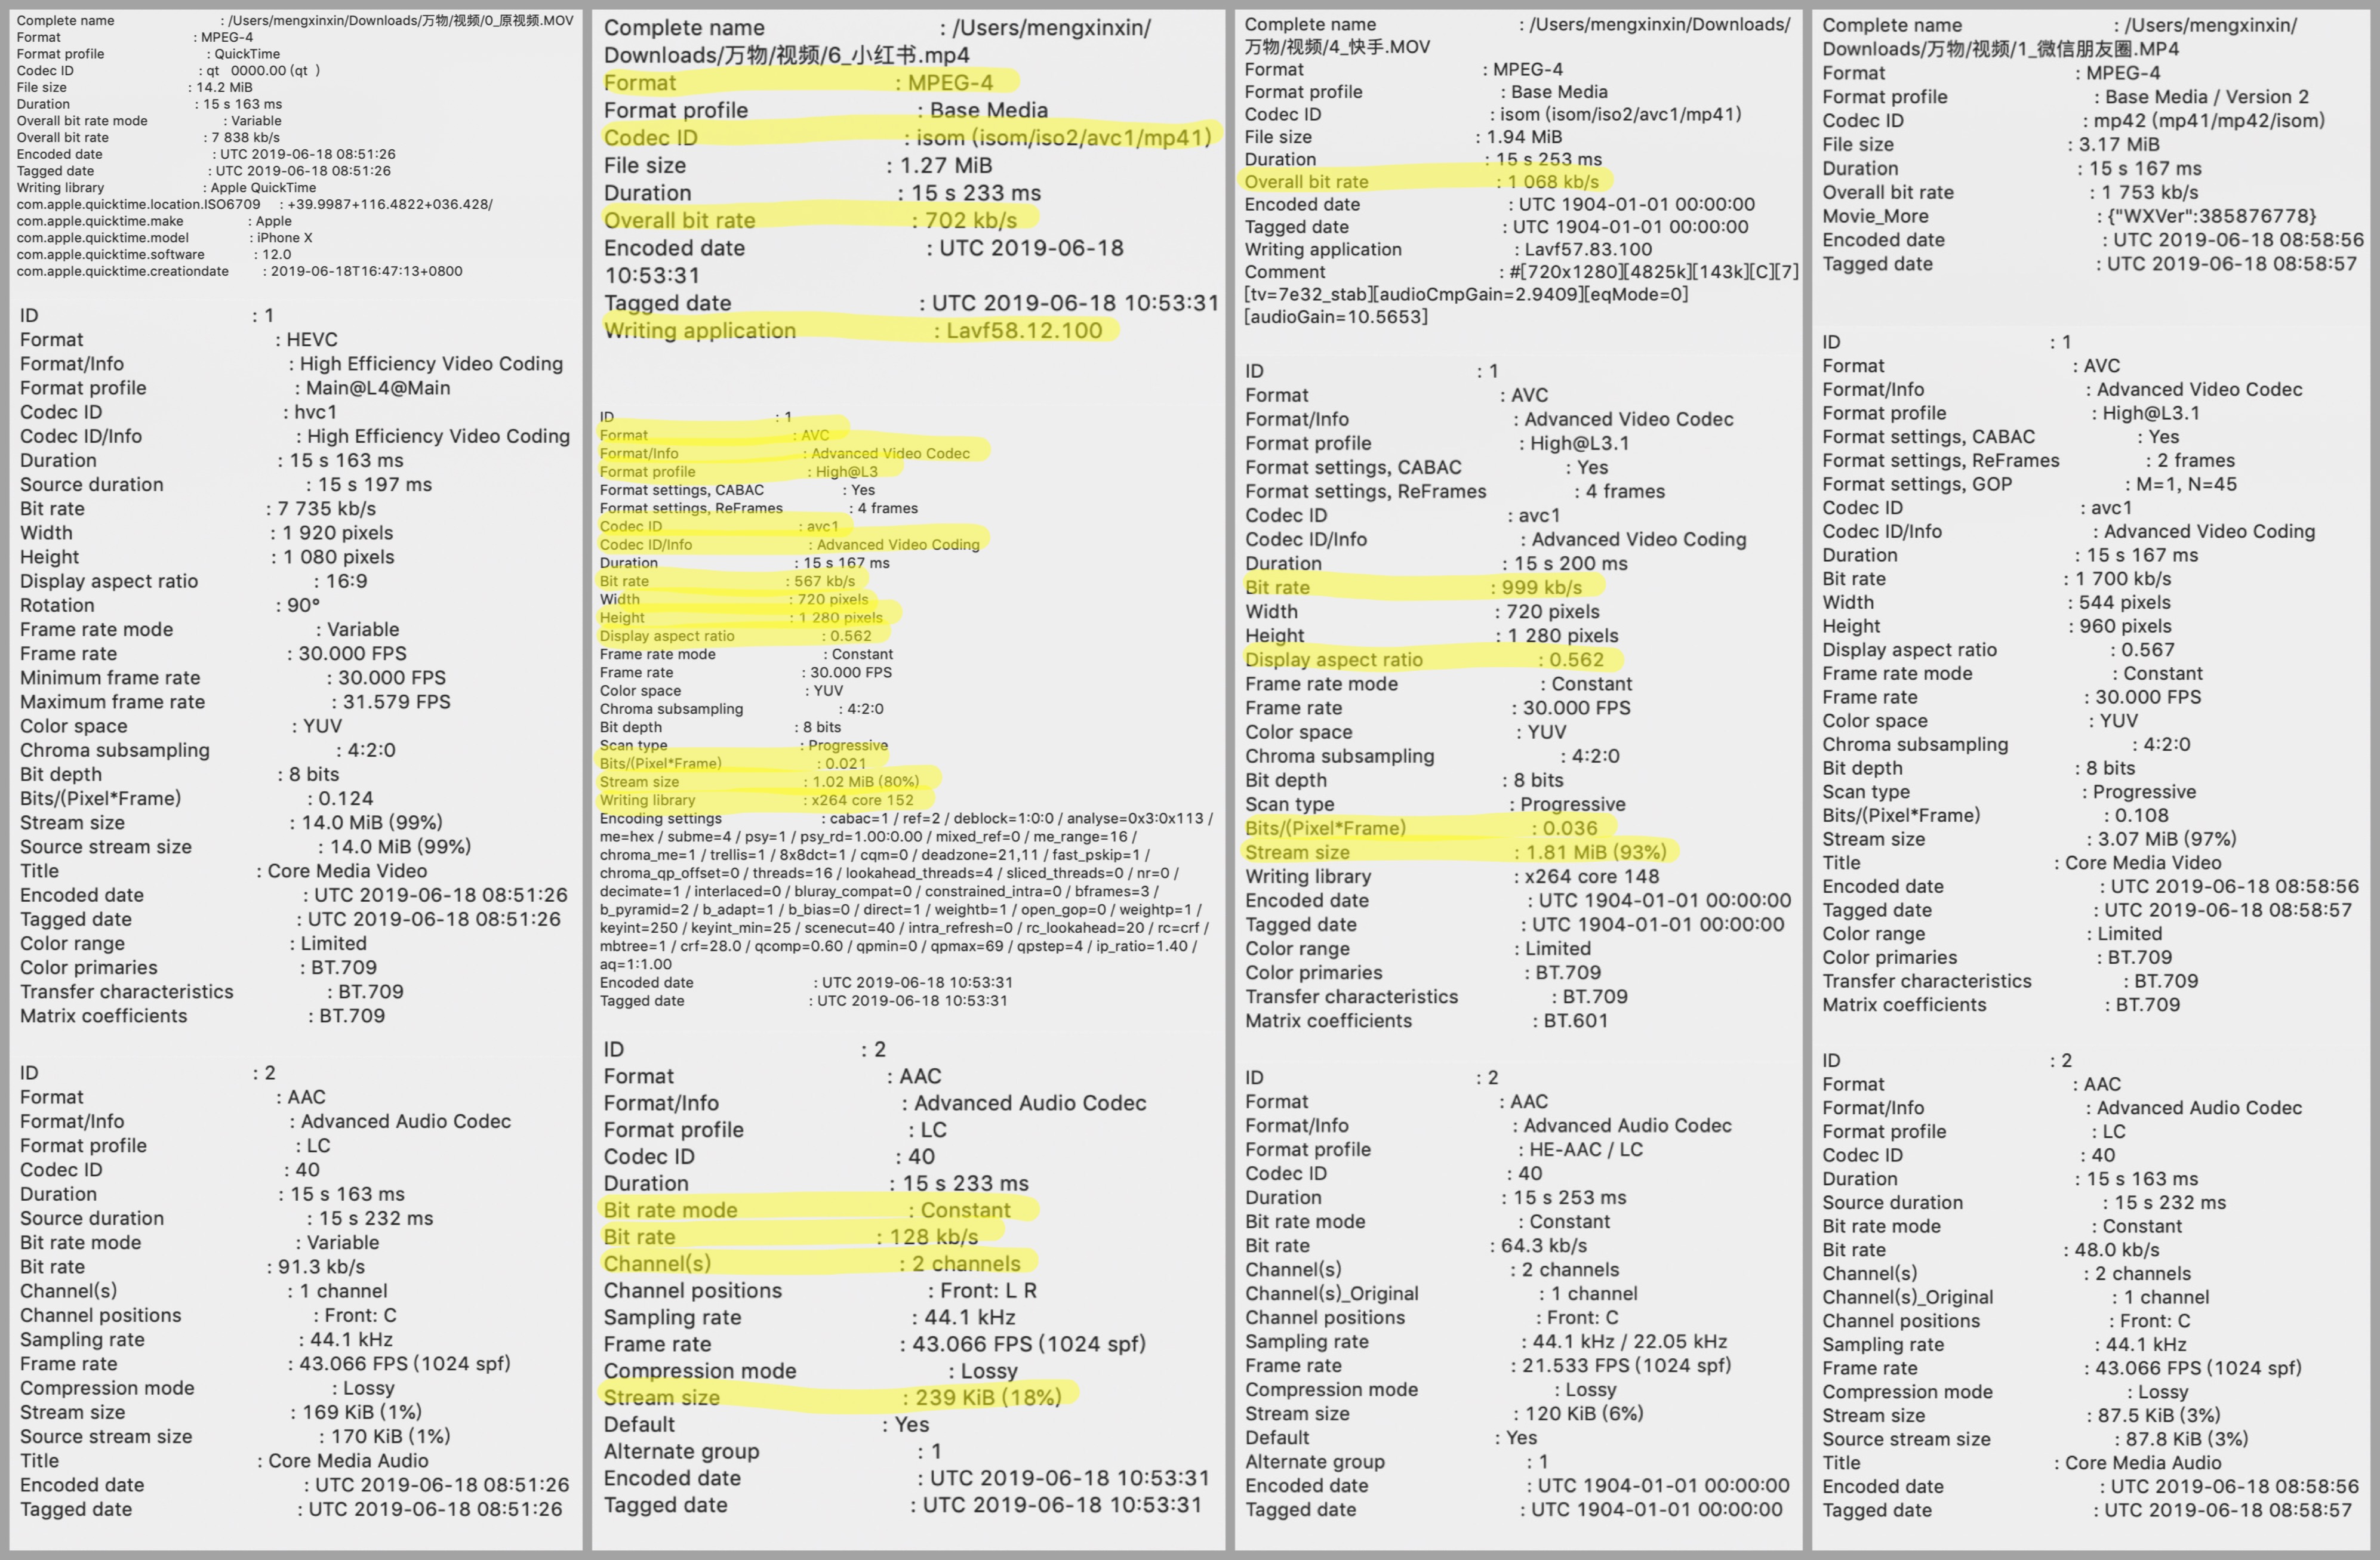 Complete name : /Users/mengxinxin/Downloads/万物/视频/0_原视频.MOV
Format : MPEG-4
Format profile : QuickTime
Codec ID : qt 0000.00 (qt )
File size : 14.2 MiB
Duration : 15 s 163 ms
Overall bit rate mode : Variable
Overall bit rate : 7 838 kb/s
Encoded date : UTC 2019-06-18 08:51:26
Tagged date : UTC 2019-06-18 08:51:26
Writing library : Apple QuickTime
com.apple.quicktime.location.ISO6709 : +39.9987+116.4822+036.428/
com.apple.quicktime.make : Apple
com.apple.quicktime.model : iPhone X
com.apple.quicktime.software : 12.0
com.apple.quicktime.creationdate : 2019-06-18T16:47:13+0800
ID : 1
Format : HEVC
Format/Info : High Efficiency Video Coding
Format profile : Main@L4@Main
Codec ID : hvc1
Codec ID/Info : High Efficiency Video Coding
Duration : 15 s 163 ms
Source duration : 15 s 197 ms
Bit rate : 7 735 kb/s
Width : 1 920 pixels
Height : 1 080 pixels
Display aspect ratio : 16:9
Rotation : 90°
Frame rate mode : Variable
Frame rate : 30.000 FPS
Minimum frame rate : 30.000 FPS
Maximum frame rate : 31.579 FPS
Color space : YUV
Chroma subsampling : 4:2:0
Bit depth : 8 bits
Bits/(Pixel*Frame) : 0.124
Stream size : 14.0 MiB (99%)
Source stream size : 14.0 MiB (99%)
Title : Core Media Video
Encoded date : UTC 2019-06-18 08:51:26
Tagged date : UTC 2019-06-18 08:51:26
Color range : Limited
Color primaries : BT.709
Transfer characteristics : BT.709
Matrix coefficients : BT.709
ID : 2
Format : AAC
Format/Info : Advanced Audio Codec
Format profile : LC
Codec ID : 40
Duration : 15 s 163 ms
Source duration : 15 s 232 ms
Bit rate mode : Variable
Bit rate : 91.3 kb/s
Channel(s) : 1 channel
Channel positions : Front: C
Sampling rate : 44.1 kHz
Frame rate : 43.066 FPS (1024 spf)
Compression mode : Lossy
Stream size : 169 KiB (1%)
Source stream size : 170 KiB (1%)
Title : Core Media Audio
Encoded date : UTC 2019-06-18 08:51:26
Tagged date : UTC 2019-06-18 08:51:26
Complete name : /Users/mengxinxin/
Downloads/万物/视频/6_小红书.mp4
Format : MPEG-4
Format profile : Base Media
Codec ID : isom (isom/iso2/avc1/mp41)
File size : 1.27 MiB
Duration : 15 s 233 ms
Overall bit rate : 702 kb/s
Encoded date : UTC 2019-06-18
10:53:31
Tagged date : UTC 2019-06-18 10:53:31
Writing application : Lavf58.12.100
ID : 1
Format : AVC
Format/Info : Advanced Video Codec
Format profile : High@L3
Format settings, CABAC : Yes
Format settings, ReFrames : 4 frames
Codec ID : avc1
Codec ID/Info : Advanced Video Coding
Duration : 15 s 167 ms
Bit rate : 567 kb/s
Width : 720 pixels
Height : 1 280 pixels
Display aspect ratio : 0.562
Frame rate mode : Constant
Frame rate : 30.000 FPS
Color space : YUV
Chroma subsampling : 4:2:0
Bit depth : 8 bits
Scan type : Progressive
Bits/(Pixel*Frame) : 0.021
Stream size : 1.02 MiB (80%)
Writing library : x264 core 152
Encoding settings : cabac=1 / ref=2 / deblock=1:0:0 / analyse=0x3:0x113 /
me=hex / subme=4 / psy=1 / psy_rd=1.00:0.00 / mixed_ref=0 / me_range=16 /
chroma_me=1 / trellis=1 / 8x8dct=1 / cqm=0 / deadzone=21,11 / fast_pskip=1 /
chroma_qp_offset=0 / threads=16 / lookahead_threads=4 / sliced_threads=0 / nr=0 /
decimate=1 / interlaced=0 / bluray_compat=0 / constrained_intra=0 / bframes=3 /
b_pyramid=2 / b_adapt=1 / b_bias=0 / direct=1 / weightb=1 / open_gop=0 / weightp=1 /
keyint=250 / keyint_min=25 / scenecut=40 / intra_refresh=0 / rc_lookahead=20 / rc=crf /
mbtree=1 / crf=28.0 / qcomp=0.60 / qpmin=0 / qpmax=69 / qpstep=4 / ip_ratio=1.40 /
aq=1:1.00
Encoded date : UTC 2019-06-18 10:53:31
Tagged date : UTC 2019-06-18 10:53:31
ID : 2
Format : AAC
Format/Info : Advanced Audio Codec
Format profile : LC
Codec ID : 40
Duration : 15 s 233 ms
Bit rate mode : Constant
Bit rate : 128 kb/s
Channel(s) : 2 channels
Channel positions : Front: L R
Sampling rate : 44.1 kHz
Frame rate : 43.066 FPS (1024 spf)
Compression mode : Lossy
Stream size : 239 KiB (18%)
Default : Yes
Alternate group : 1
Encoded date : UTC 2019-06-18 10:53:31
Tagged date : UTC 2019-06-18 10:53:31
Complete name : /Users/mengxinxin/Downloads/
万物/视频/4_快手.MOV
Format : MPEG-4
Format profile : Base Media
Codec ID : isom (isom/iso2/avc1/mp41)
File size : 1.94 MiB
Duration : 15 s 253 ms
Overall bit rate : 1 068 kb/s
Encoded date : UTC 1904-01-01 00:00:00
Tagged date : UTC 1904-01-01 00:00:00
Writing application : Lavf57.83.100
Comment : #[720x1280][4825k][143k][C][7]
[tv=7e32_stab][audioCmpGain=2.9409][eqMode=0]
[audioGain=10.5653]
ID : 1
Format : AVC
Format/Info : Advanced Video Codec
Format profile : High@L3.1
Format settings, CABAC : Yes
Format settings, ReFrames : 4 frames
Codec ID : avc1
Codec ID/Info : Advanced Video Coding
Duration : 15 s 200 ms
Bit rate : 999 kb/s
Width : 720 pixels
Height : 1 280 pixels
Display aspect ratio : 0.562
Frame rate mode : Constant
Frame rate : 30.000 FPS
Color space : YUV
Chroma subsampling : 4:2:0
Bit depth : 8 bits
Scan type : Progressive
Bits/(Pixel*Frame) : 0.036
Stream size : 1.81 MiB (93%)
Writing library : x264 core 148
Encoded date : UTC 1904-01-01 00:00:00
Tagged date : UTC 1904-01-01 00:00:00
Color range : Limited
Color primaries : BT.709
Transfer characteristics : BT.709
Matrix coefficients : BT.601
ID : 2
Format : AAC
Format/Info : Advanced Audio Codec
Format profile : HE-AAC / LC
Codec ID : 40
Duration : 15 s 253 ms
Bit rate mode : Constant
Bit rate : 64.3 kb/s
Channel(s) : 2 channels
Channel(s)_Original : 1 channel
Channel positions : Front: C
Sampling rate : 44.1 kHz / 22.05 kHz
Frame rate : 21.533 FPS (1024 spf)
Compression mode : Lossy
Stream size : 120 KiB (6%)
Default : Yes
Alternate group : 1
Encoded date : UTC 1904-01-01 00:00:00
Tagged date : UTC 1904-01-01 00:00:00
Complete name : /Users/mengxinxin/
Downloads/万物/视频/1_微信朋友圈.MP4
Format : MPEG-4
Format profile : Base Media / Version 2
Codec ID : mp42 (mp41/mp42/isom)
File size : 3.17 MiB
Duration : 15 s 167 ms
Overall bit rate : 1 753 kb/s
Movie_More : {"WXVer":385876778}
Encoded date : UTC 2019-06-18 08:58:56
Tagged date : UTC 2019-06-18 08:58:57
ID : 1
Format : AVC
Format/Info : Advanced Video Codec
Format profile : High@L3.1
Format settings, CABAC : Yes
Format settings, ReFrames : 2 frames
Format settings, GOP : M=1, N=45
Codec ID : avc1
Codec ID/Info : Advanced Video Coding
Duration : 15 s 167 ms
Bit rate : 1 700 kb/s
Width : 544 pixels
Height : 960 pixels
Display aspect ratio : 0.567
Frame rate mode : Constant
Frame rate : 30.000 FPS
Color space : YUV
Chroma subsampling : 4:2:0
Bit depth : 8 bits
Scan type : Progressive
Bits/(Pixel*Frame) : 0.108
Stream size : 3.07 MiB (97%)
Title : Core Media Video
Encoded date : UTC 2019-06-18 08:58:56
Tagged date : UTC 2019-06-18 08:58:57
Color range : Limited
Color primaries : BT.709
Transfer characteristics : BT.709
Matrix coefficients : BT.709
ID : 2
Format : AAC
Format/Info : Advanced Audio Codec
Format profile : LC
Codec ID : 40
Duration : 15 s 163 ms
Source duration : 15 s 232 ms
Bit rate mode : Constant
Bit rate : 48.0 kb/s
Channel(s) : 2 channels
Channel(s)_Original : 1 channel
Channel positions : Front: C
Sampling rate : 44.1 kHz
Frame rate : 43.066 FPS (1024 spf)
Compression mode : Lossy
Stream size : 87.5 KiB (3%)
Source stream size : 87.8 KiB (3%)
Title : Core Media Audio
Encoded date : UTC 2019-06-18 08:58:56
Tagged date : UTC 2019-06-18 08:58:57